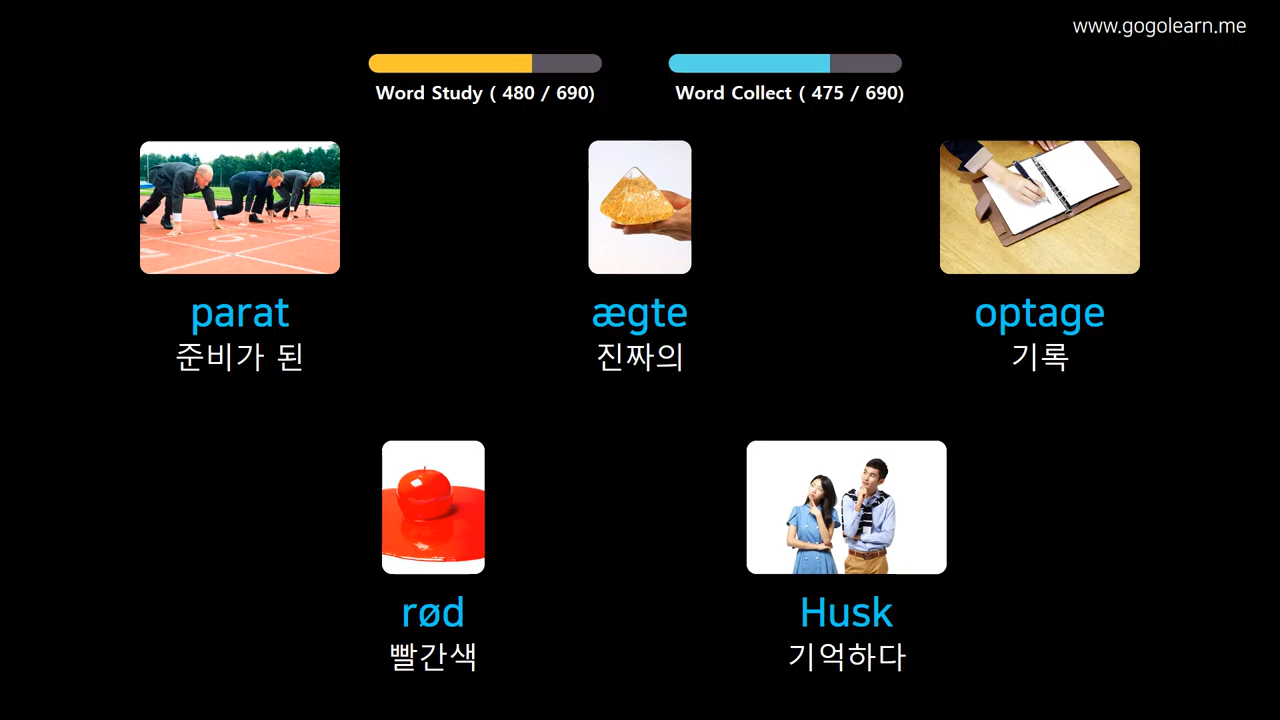 www.gogolearn.me
Word Study ( 480 / 690)
Word Collect ( 475 / 690)
parat
준비가 된
ægte
진짜의
optage
기록
rød
빨간색
Husk
기억하다